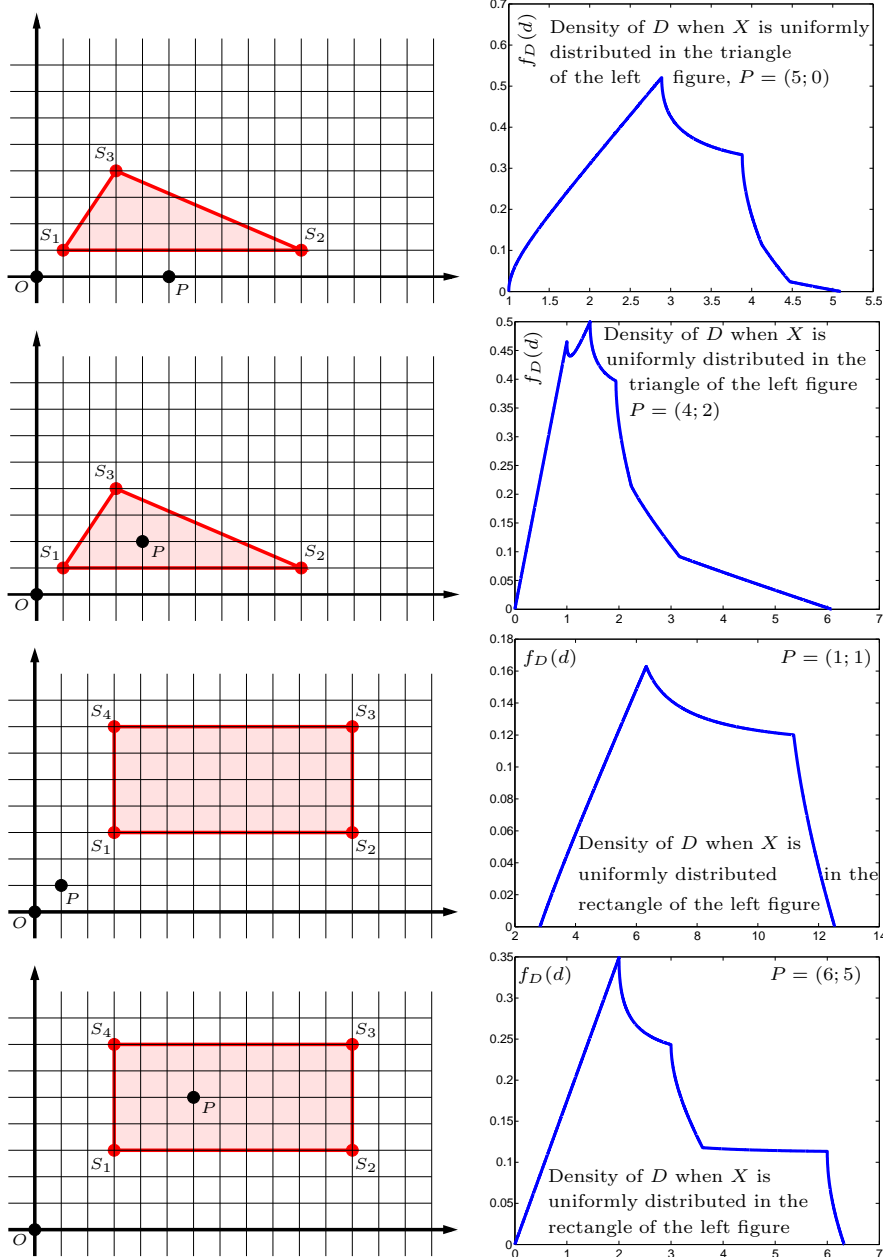 S₃
S₁
S₂
O
P
f_D(d)
Density of D when X is uniformly
distributed in the triangle
of the left figure, P = (5; 0)
0.7
0.6
0.5
0.4
0.3
0.2
0.1
0
1 1.5 2 2.5 3 3.5 4 4.5 5 5.5
S₃
S₁
P
S₂
O
f_D(d)
Density of D when X is
uniformly distributed in the
triangle of the left figure
P = (4; 2)
0.5
0.45
0.4
0.35
0.3
0.25
0.2
0.15
0.1
0.05
0
0 1 2 3 4 5 6 7
S₄
S₃
S₁
S₂
P
O
f_D(d)
P = (1; 1)
Density of D when X is
uniformly distributed in the
rectangle of the left figure
0.18
0.16
0.14
0.12
0.1
0.08
0.06
0.04
0.02
0
2 4 6 8 10 12 14
S₄
S₃
P
S₁
S₂
O
f_D(d)
P = (6; 5)
Density of D when X is
uniformly distributed in the
rectangle of the left figure
0.35
0.3
0.25
0.2
0.15
0.1
0.05
0
0 1 2 3 4 5 6 7